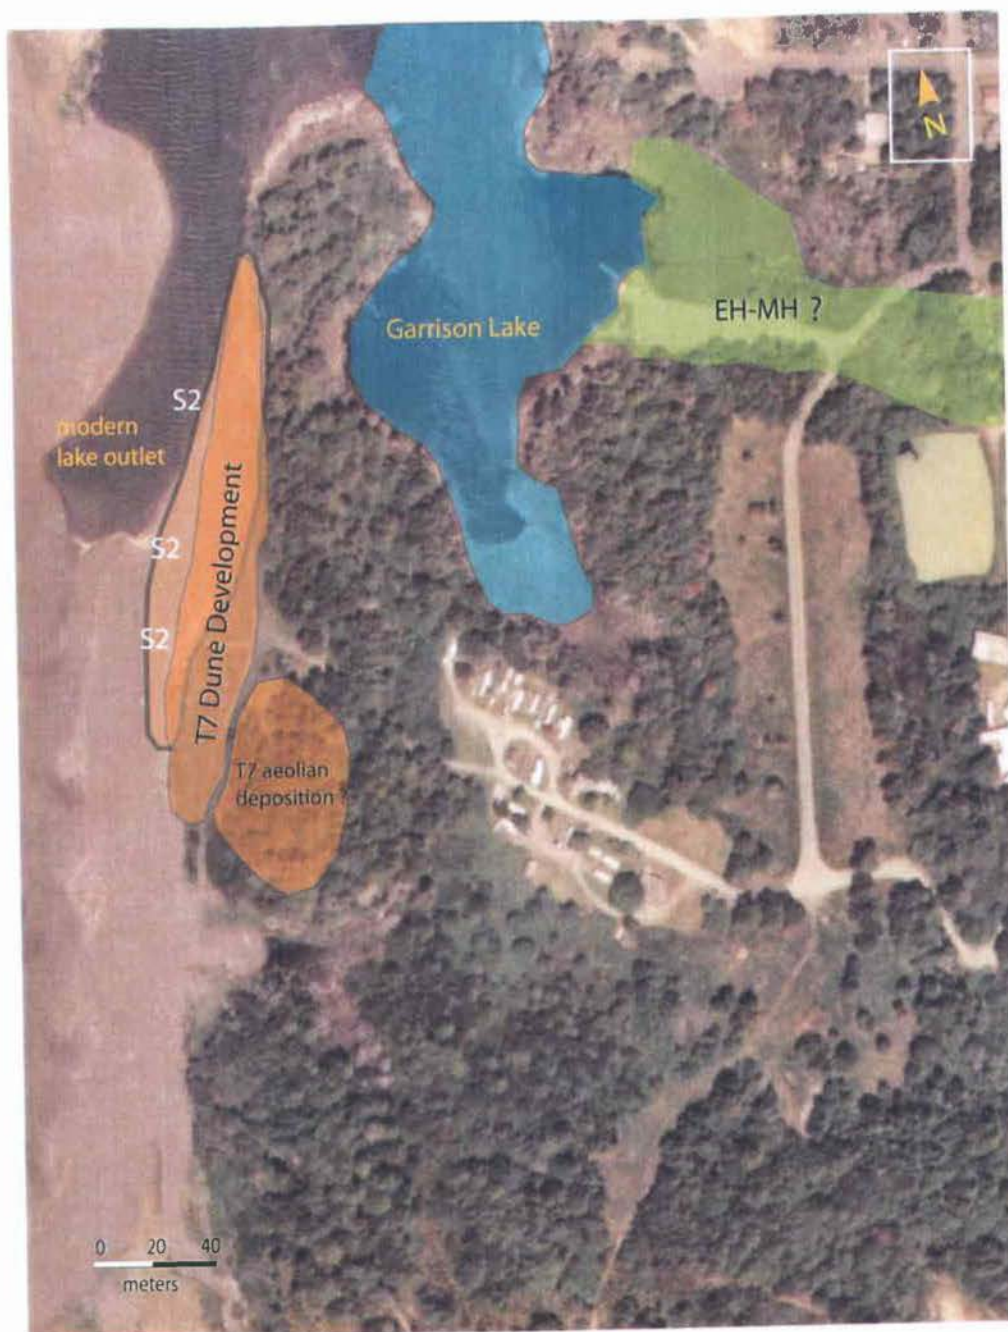 N
Garrison Lake
EH-MH ?
S2
modern
lake outlet
S2
T7 Dune Development
S2
T7 aeolian
deposition ?
0 20 40
meters